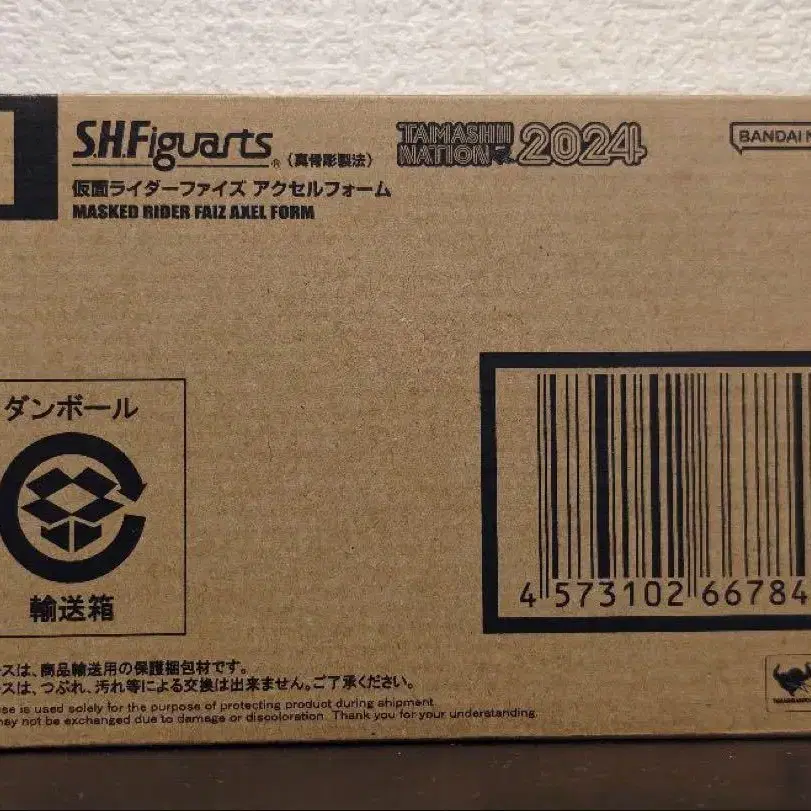 S.H.Figuarts® (真骨彫製法)
TAMASHII NATION 2024
BANDAI
仮面ライダーファイズ アクセルフォーム
MASKED RIDER FAIZ AXEL FORM
ダンボール
輸送箱
4 573102 66784
スは、商品輸送用の保護梱包材です。
スは、つぶれ、汚れ等による交換は出来ません。ご了承ください。
is used solely for the purpose of protecting product during shipment
may not be exchanged due to damage or discoloration. Thank you for your understanding.